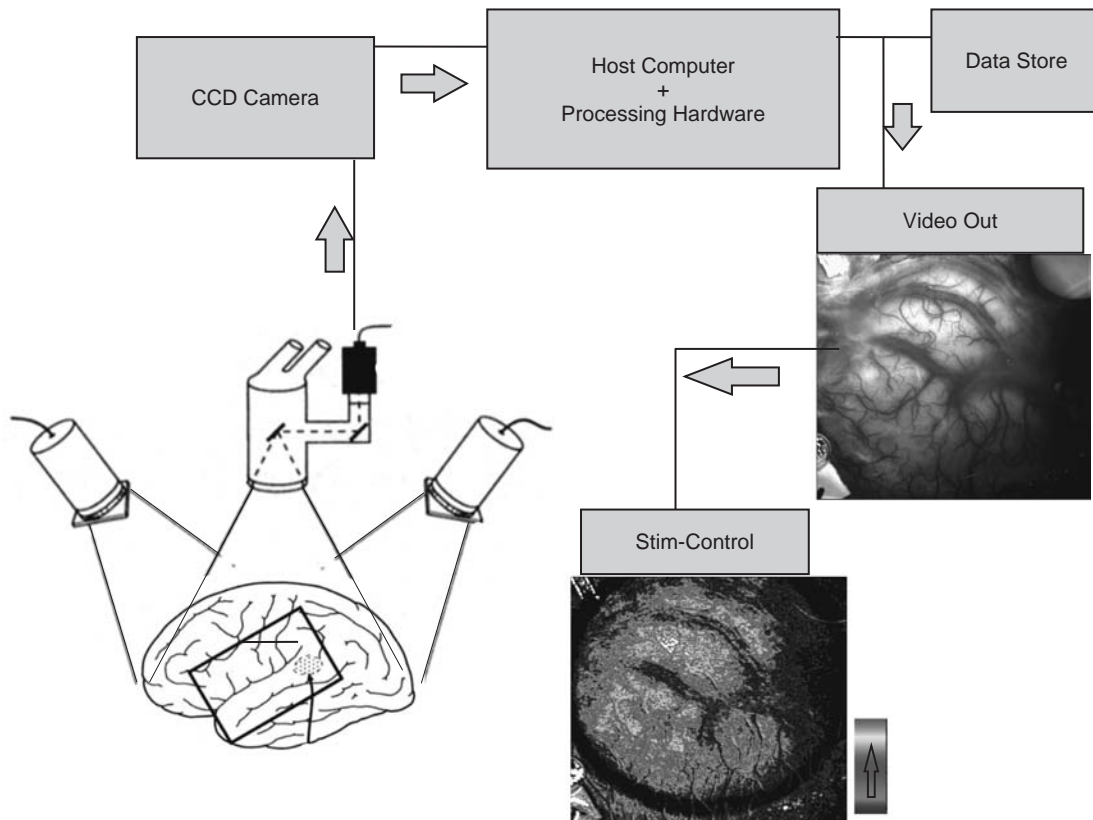 CCD Camera
Host Computer
+
Processing Hardware
Data Store
Video Out
Stim-Control